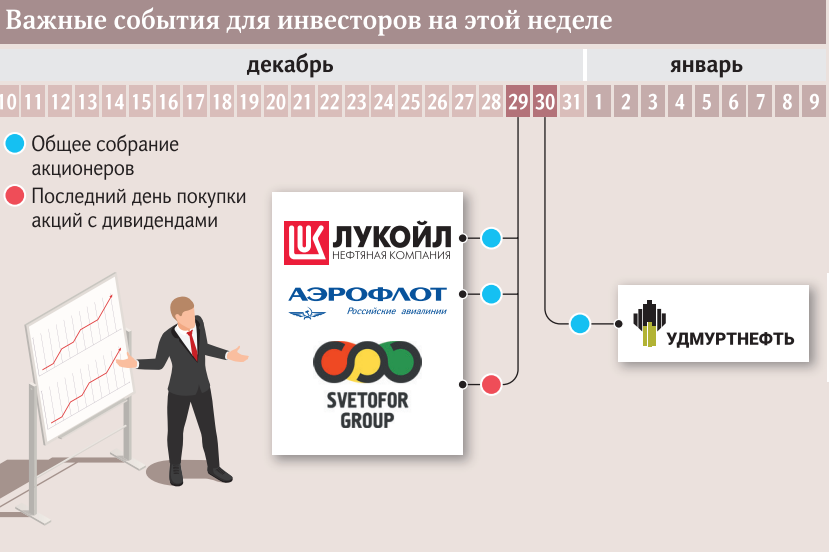 Важные события для инвесторов на этой неделе
декабрь январь
10 11 12 13 14 15 16 17 18 19 20 21 22 23 24 25 26 27 28 29 30 31 1 2 3 4 5 6 7 8 9
Общее собрание
акционеров
Последний день покупки
акций с дивидендами
ЛУКОЙЛ
НЕФТЯНАЯ КОМПАНИЯ
АЭРОФЛОТ
Российские авиалинии
SVETOFOR
GROUP
УДМУРТНЕФТЬ